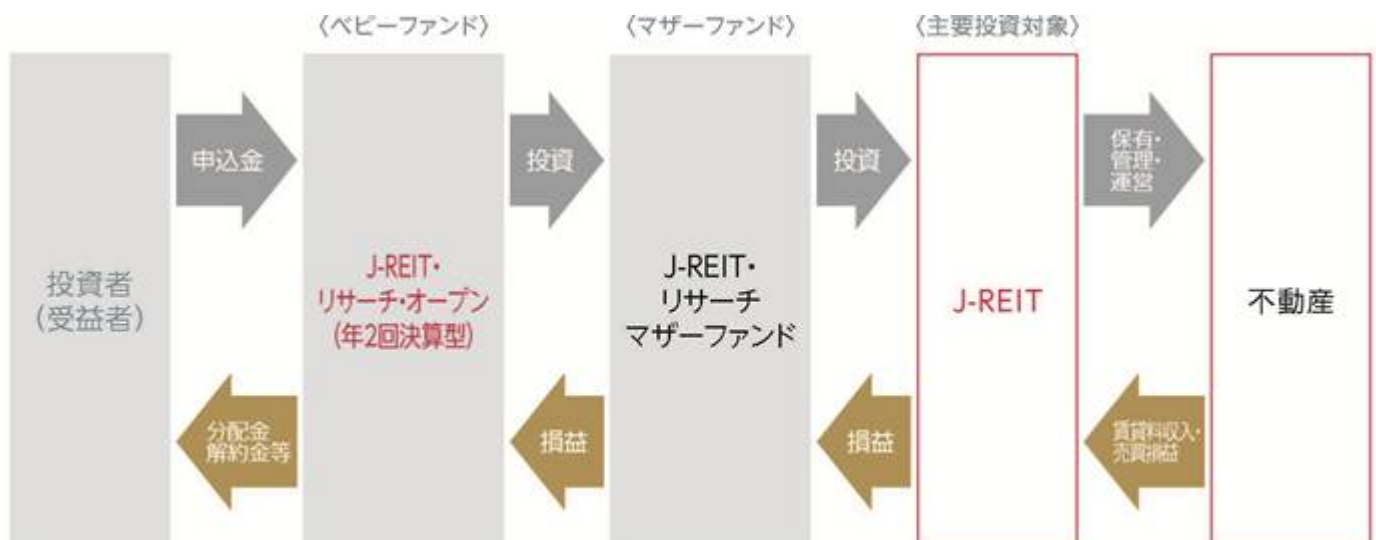 〈ベビーファンド〉
〈マザーファンド〉
〈主要投資対象〉
申込金
投資
投資
保有・
管理・
運営
投資者
(受益者)
J-REIT・
リサーチ・オープン
(年2回決算型)
J-REIT・
リサーチ
マザーファンド
J-REIT
不動産
分配金
解約金等
損益
損益
賃貸料収入・
売買損益